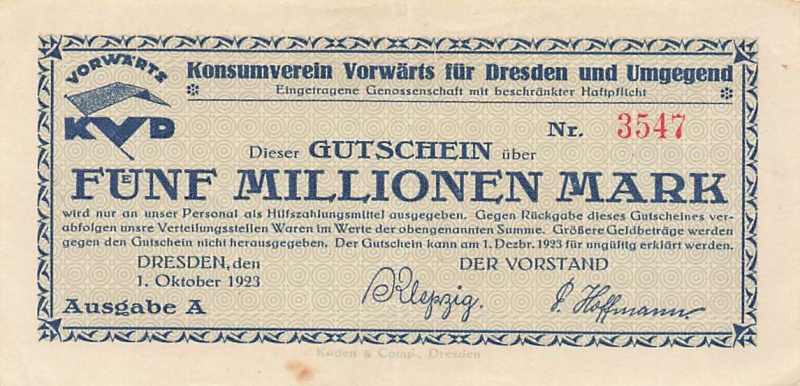 VORWÄRTS
KVD
Konsumverein Vorwärts für Dresden und Umgegend
Eingetragene Genossenschaft mit beschränkter Haftpflicht
Nr. 3547
Dieser GUTSCHEIN über
FÜNF MILLIONEN MARK
wird nur an unser Personal als Hilfszahlungsmittel ausgegeben. Gegen Rückgabe dieses Gutscheines ver-
abfolgen unsre Verteilungsstellen Waren im Werte der obengenannten Summe. Größere Geldbeträge werden
gegen den Gutschein nicht herausgegeben. Der Gutschein kann am 1. Dezbr. 1923 für ungültig erklärt werden.
DRESDEN, den
1. Oktober 1923
DER VORSTAND
Ausgabe A
P. Hoffmann
Kaden & Comp., Dresden